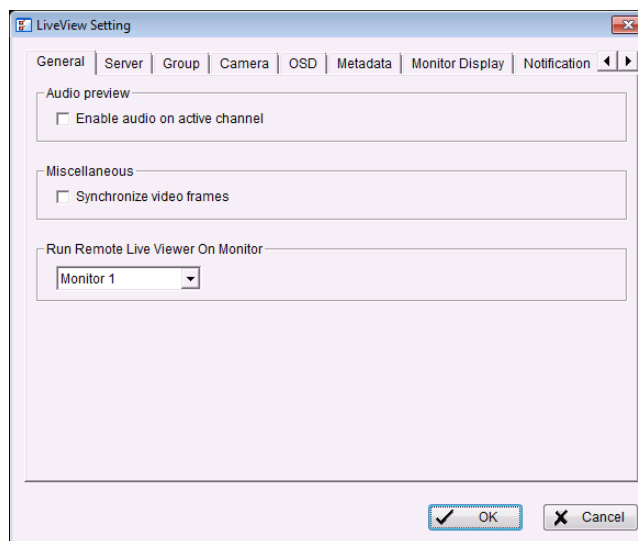 LiveView Setting
General Server Group Camera OSD Metadata Monitor Display Notification
Audio preview
Enable audio on active channel
Miscellaneous
Synchronize video frames
Run Remote Live Viewer On Monitor
Monitor 1
OK Cancel